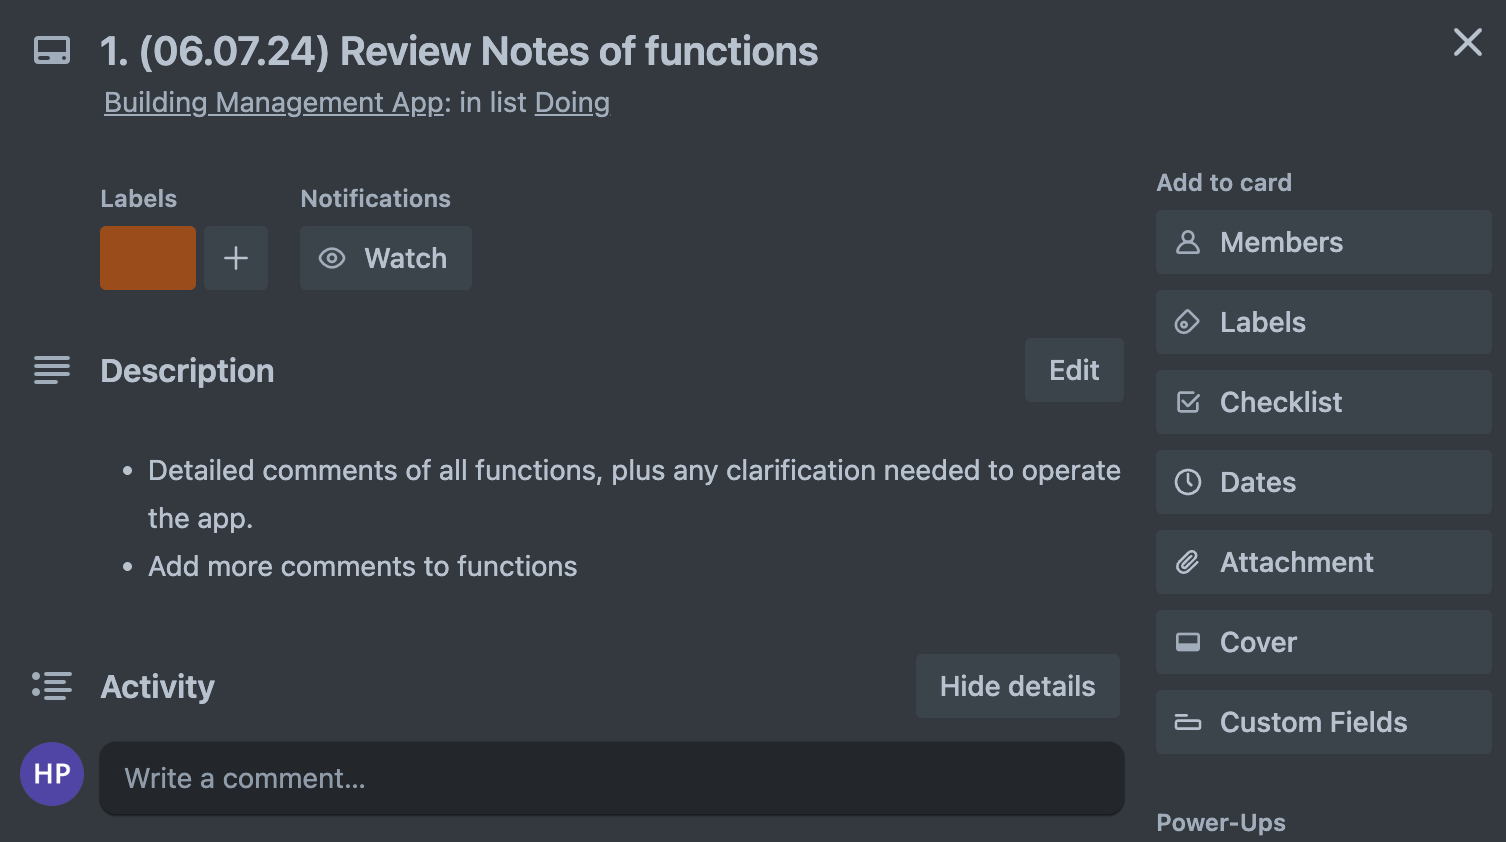 1. (06.07.24) Review Notes of functions
Building Management App: in list Doing
Labels
Notifications
Watch
Description
Edit
• Detailed comments of all functions, plus any clarification needed to operate
the app.
• Add more comments to functions
Activity
Hide details
HP
Write a comment...
Add to card
Members
Labels
Checklist
Dates
Attachment
Cover
Custom Fields
Power-Ups